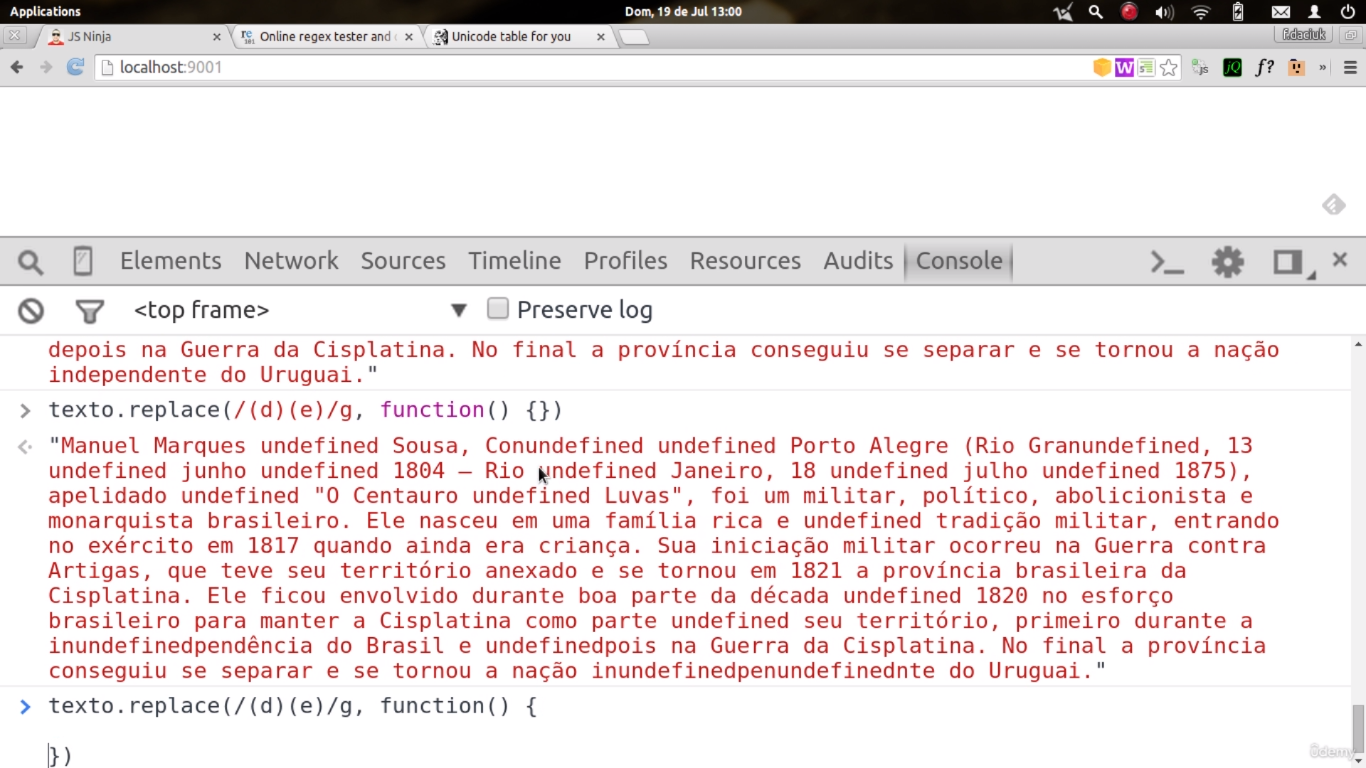 Applications
Dom, 19 de Jul 13:00
JS Ninja
Online regex tester and
Unicode table for you
f.daciuk
localhost:9001
W
js
jQ
f?
»
Elements Network Sources Timeline Profiles Resources Audits Console
<top frame> ▼ Preserve log
depois na Guerra da Cisplatina. No final a província conseguiu se separar e se tornou a nação
independente do Uruguai."
> texto.replace(/(d)(e)/g, function() {})
"Manuel Marques undefined Sousa, Conundefined undefined Porto Alegre (Rio Granundefined, 13
undefined junho undefined 1804 — Rio undefined Janeiro, 18 undefined julho undefined 1875),
apelidado undefined "O Centauro undefined Luvas", foi um militar, político, abolicionista e
monarquista brasileiro. Ele nasceu em uma família rica e undefined tradição militar, entrando
no exército em 1817 quando ainda era criança. Sua iniciação militar ocorreu na Guerra contra
Artigas, que teve seu território anexado e se tornou em 1821 a província brasileira da
Cisplatina. Ele ficou envolvido durante boa parte da década undefined 1820 no esforço
brasileiro para manter a Cisplatina como parte undefined seu território, primeiro durante a
inundefinedpendência do Brasil e undefinedpois na Guerra da Cisplatina. No final a província
conseguiu se separar e se tornou a nação inundefinedpenundefinednte do Uruguai."
> texto.replace(/(d)(e)/g, function() {
})
Udemy